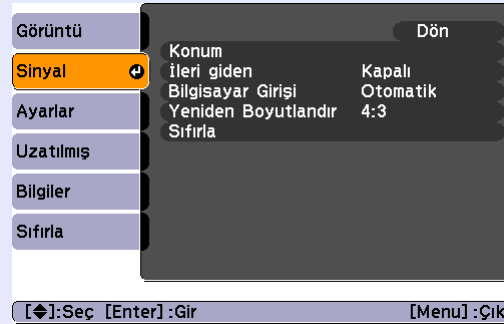 Görüntü
Sinyal
Ayarlar
Uzatılmış
Bilgiler
Sıfırla
Dön
Konum
İleri giden Kapalı
Bilgisayar Girişi Otomatik
Yeniden Boyutlandır 4:3
Sıfırla
[]:Seç [Enter]:Gir [Menu]:Çık